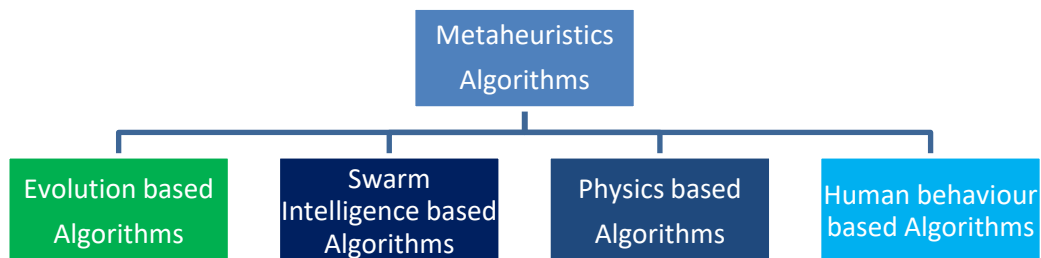 Metaheuristics
Algorithms
Evolution based
Algorithms
Swarm
Intelligence based
Algorithms
Physics based
Algorithms
Human behaviour
based Algorithms